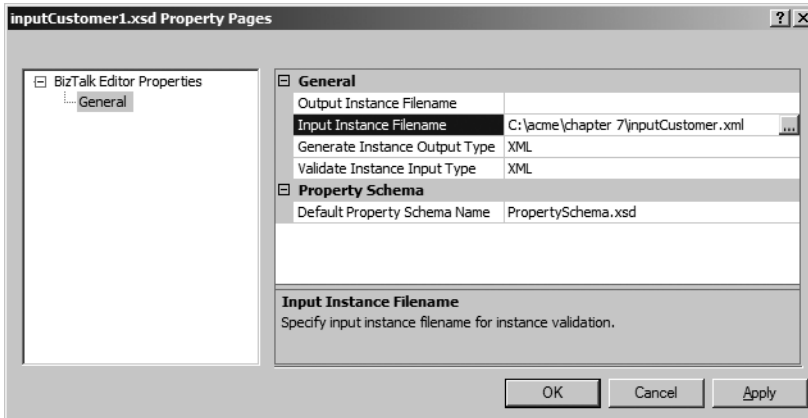 inputCustomer1.xsd Property Pages
BizTalk Editor Properties
General
General
Output Instance Filename
Input Instance Filename C:\acme\chapter 7\inputCustomer.xml ...
Generate Instance Output Type XML
Validate Instance Input Type XML
Property Schema
Default Property Schema Name PropertySchema.xsd
Input Instance Filename
Specify input instance filename for instance validation.
OK Cancel Apply